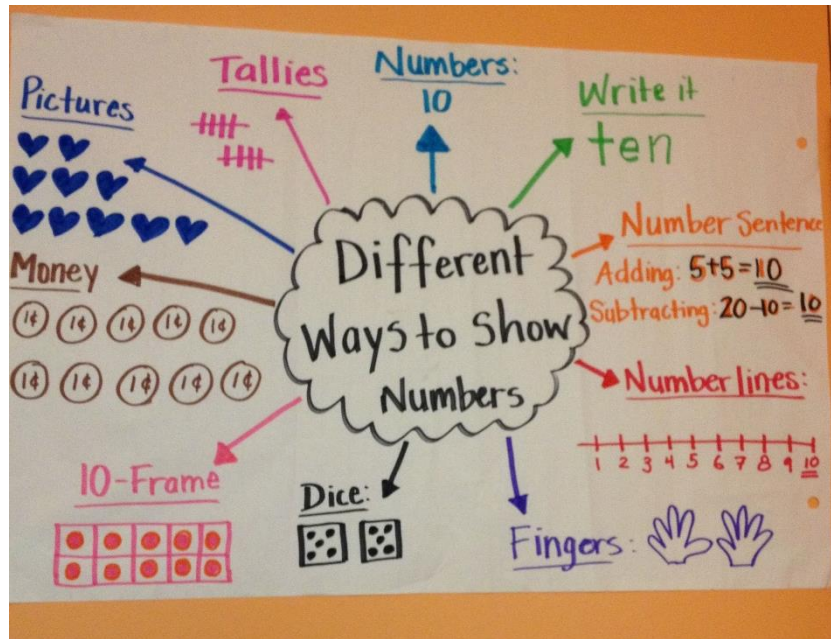 Different
Ways to Show
Numbers
Pictures
Tallies
Numbers:
10
Write it
ten
Number Sentence
Adding: 5+5=10
Subtracting: 20-10=10
Number lines:
1 2 3 4 5 6 7 8 9 10
Fingers:
Dice:
10-Frame
Money
1¢ 1¢ 1¢ 1¢ 1¢
1¢ 1¢ 1¢ 1¢ 1¢